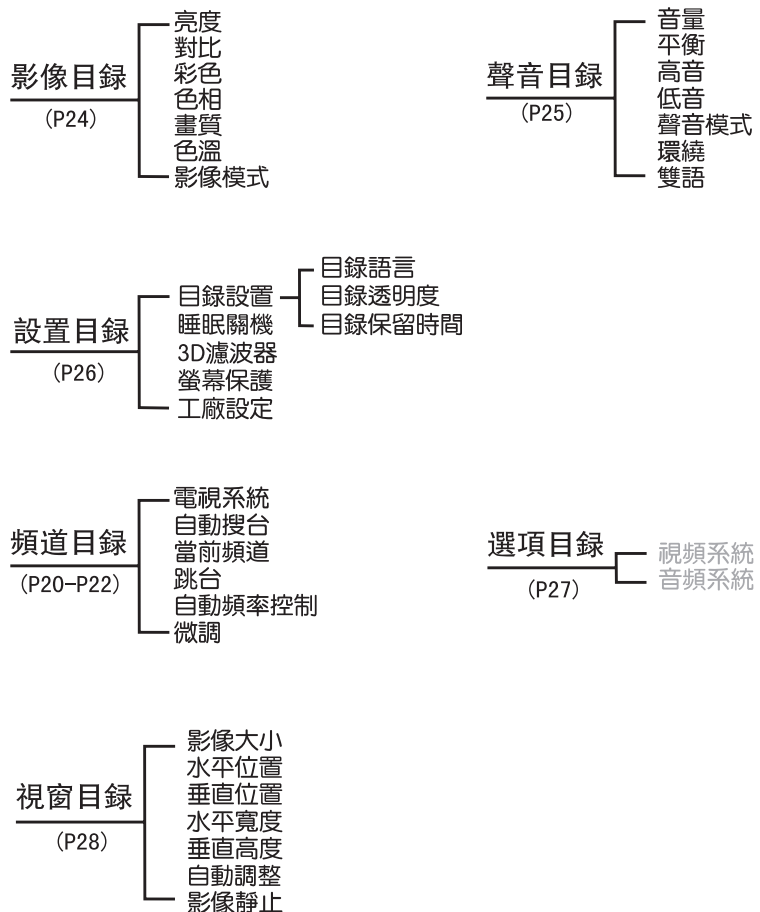 影像目録
(P24)
亮度
對比
彩色
色相
畫質
色溫
影像模式
聲音目録
(P25)
音量
平衡
高音
低音
聲音模式
環繞
雙語
設置目録
(P26)
目錄設置
睡眠關機
3D濾波器
螢幕保護
工廠設定
目錄語言
目錄透明度
目錄保留時間
頻道目録
(P20-P22)
電視系統
自動搜台
當前頻道
跳台
自動頻率控制
微調
選項目録
(P27)
視頻系統
音頻系統
視窗目録
(P28)
影像大小
水平位置
垂直位置
水平寬度
垂直高度
自動調整
影像靜止